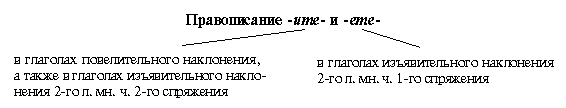 Правописание -ите- и -ете-
в глаголах повелительного наклонения,
а также в глаголах изъявительного накло-
нения 2-го л. мн. ч. 2-го спряжения
в глаголах изъявительного наклонения
2-го л. мн. ч. 1-го спряжения